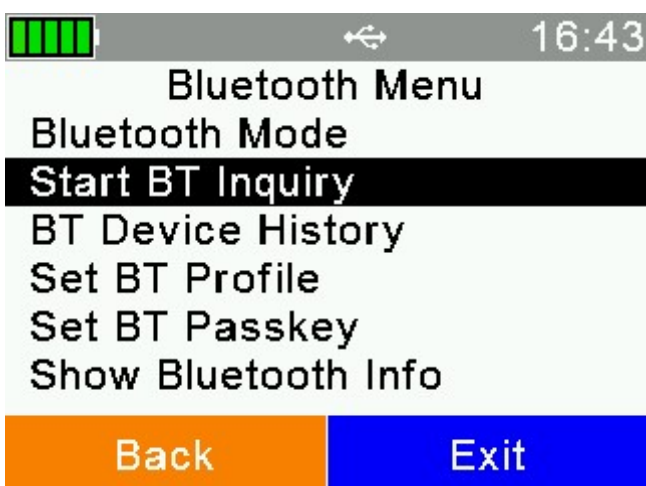 16:43
Bluetooth Menu
Bluetooth Mode
Start BT Inquiry
BT Device History
Set BT Profile
Set BT Passkey
Show Bluetooth Info
Back Exit